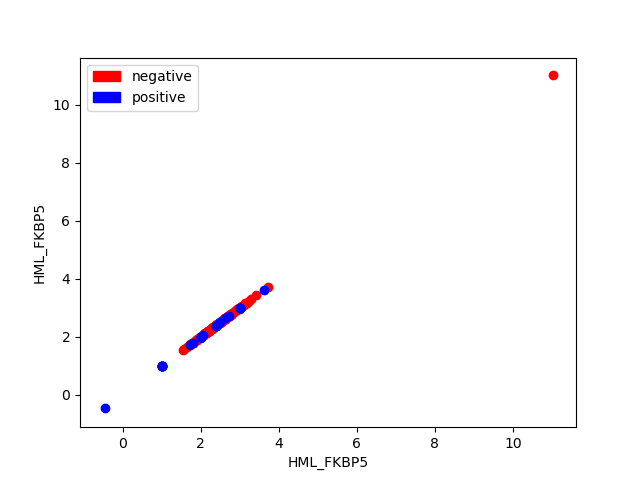 negative
positive
10
8
6
4
2
0
HML_FKBP5
0 2 4 6 8 10
HML_FKBP5